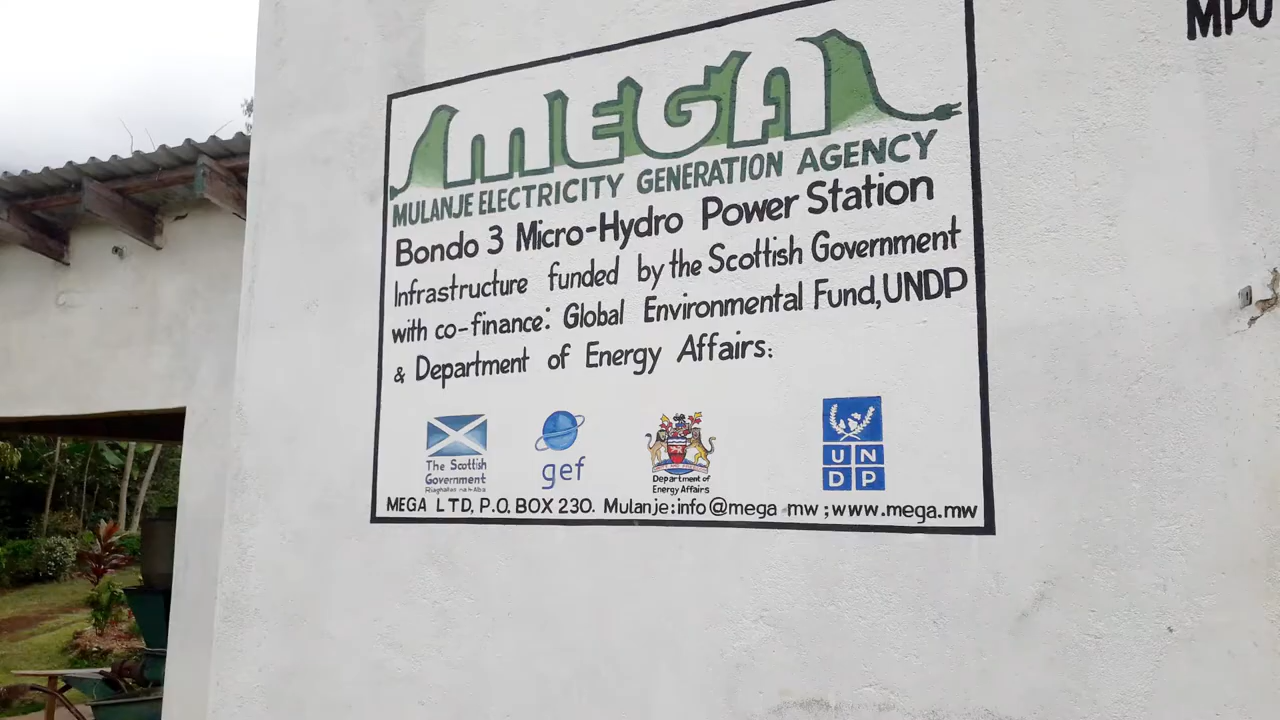 MPU
MEGA
MULANJE ELECTRICITY GENERATION AGENCY
Bondo 3 Micro-Hydro Power Station
Infrastructure funded by the Scottish Government
with co-finance: Global Environmental Fund, UNDP
& Department of Energy Affairs:
The Scottish
Government
gef
Department of
Energy Affairs
U N
D P
MEGA LTD, P.O. BOX 230. Mulanje: info@mega mw ; www.mega.mw